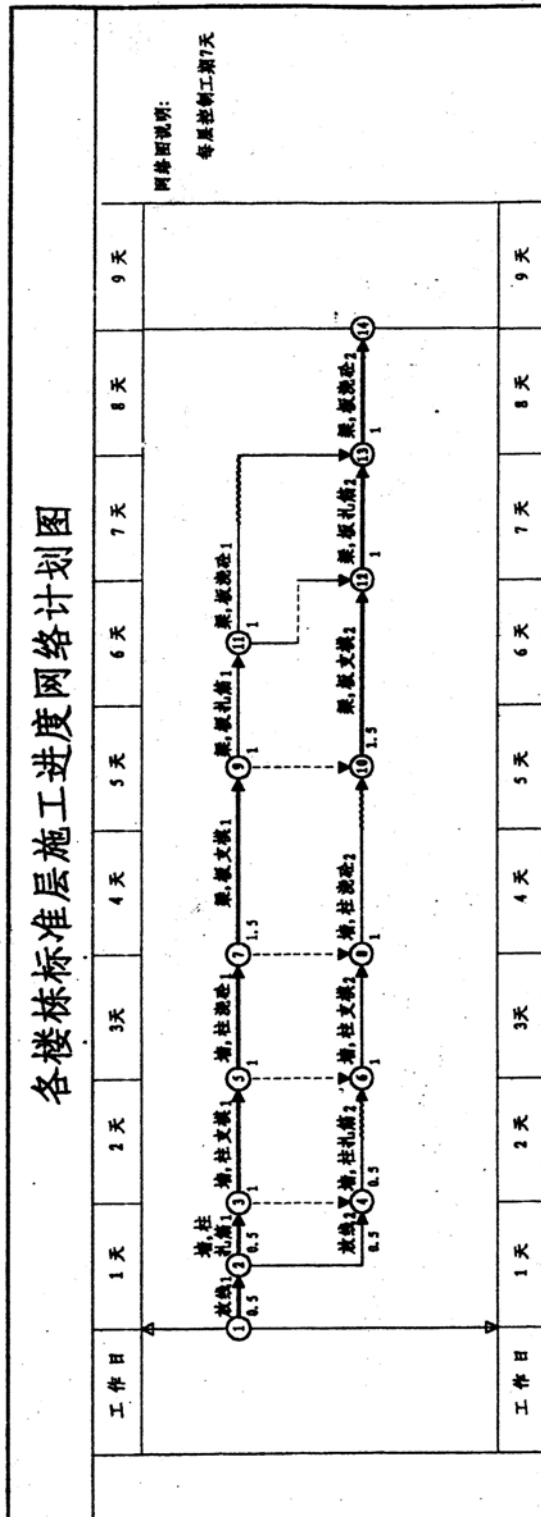 各楼栋标准层施工进度网络计划图
工作日
1天
2天
3天
4天
5天
6天
7天
8天
9天
网络图说明:
每层控制工期7天
①
放线1
0.5
②
墙,柱
扎筋1
0.5
③
墙,柱支模1
1
⑤
墙,柱浇砼1
1
⑦
梁,板支模1
1.5
⑨
梁,板扎筋1
1
⑪
梁,板浇砼1
1
放线2
0.5
④
墙,柱扎筋2
0.5
⑥
墙,柱支模2
1
⑧
墙,柱浇砼2
1
⑩
梁,板支模2
1.5
⑫
梁,板扎筋2
1
⑬
梁,板浇砼2
1
⑭
工作日
1天
2天
3天
4天
5天
6天
7天
8天
9天